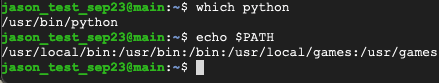 jason_test_sep23@main:~$ which python
/usr/bin/python
jason_test_sep23@main:~$ echo $PATH
/usr/local/bin:/usr/bin:/bin:/usr/local/games:/usr/games
jason_test_sep23@main:~$